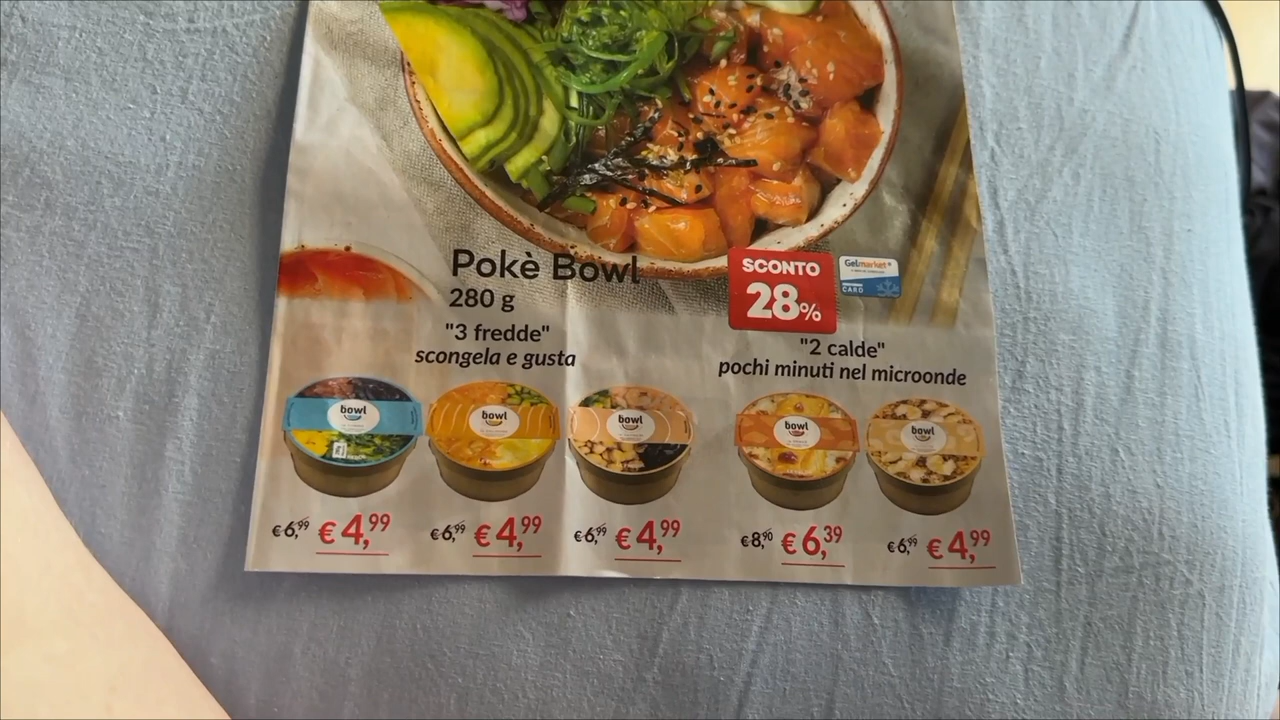 Pokè Bowl
280 g
"3 fredde"
scongela e gusta
SCONTO
28%
Gelmarket
CARD
"2 calde"
pochi minuti nel microonde
bowl
bowl
bowl
bowl
bowl
€ 6,99 € 4,99
€ 6,99 € 4,99
€ 6,99 € 4,99
€ 8,90 € 6,39
€ 6,99 € 4,99